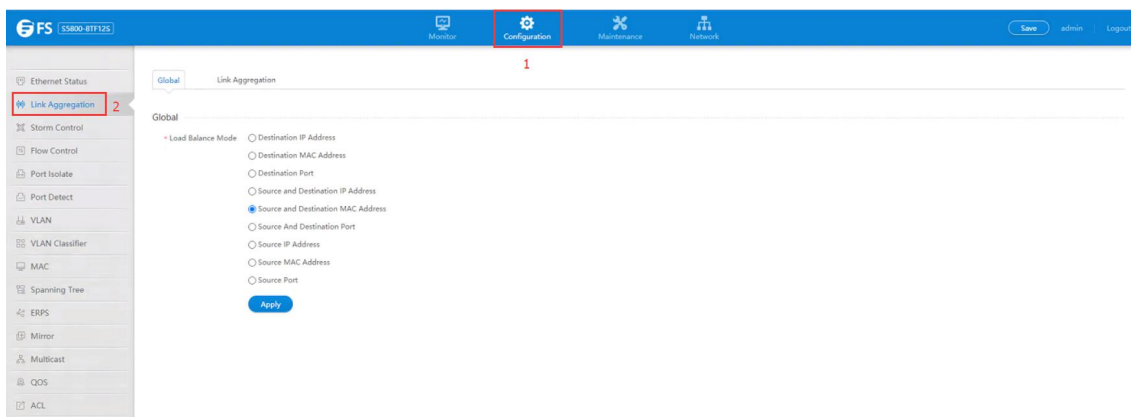 FS S5800-8TF12S
Monitor
Configuration
Maintenance
Network
Save admin Logout
1
Ethernet Status
Link Aggregation 2
Storm Control
Flow Control
Port Isolate
Port Detect
VLAN
VLAN Classifier
MAC
Spanning Tree
ERPS
Mirror
Multicast
QOS
ACL
Global Link Aggregation
Global
* Load Balance Mode Destination IP Address
Destination MAC Address
Destination Port
Source and Destination IP Address
Source and Destination MAC Address
Source And Destination Port
Source IP Address
Source MAC Address
Source Port
Apply